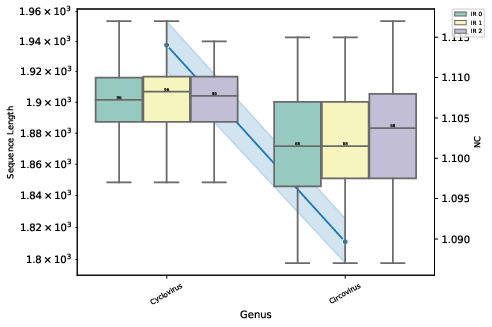 1.96 × 10³
1.94 × 10³
1.92 × 10³
1.9 × 10³
1.88 × 10³
1.86 × 10³
1.84 × 10³
1.82 × 10³
1.8 × 10³
Sequence Length
Cyclovirus
Circovirus
Genus
1.115
1.110
1.105
1.100
1.095
1.090
NC
IR 0
IR 1
IR 2